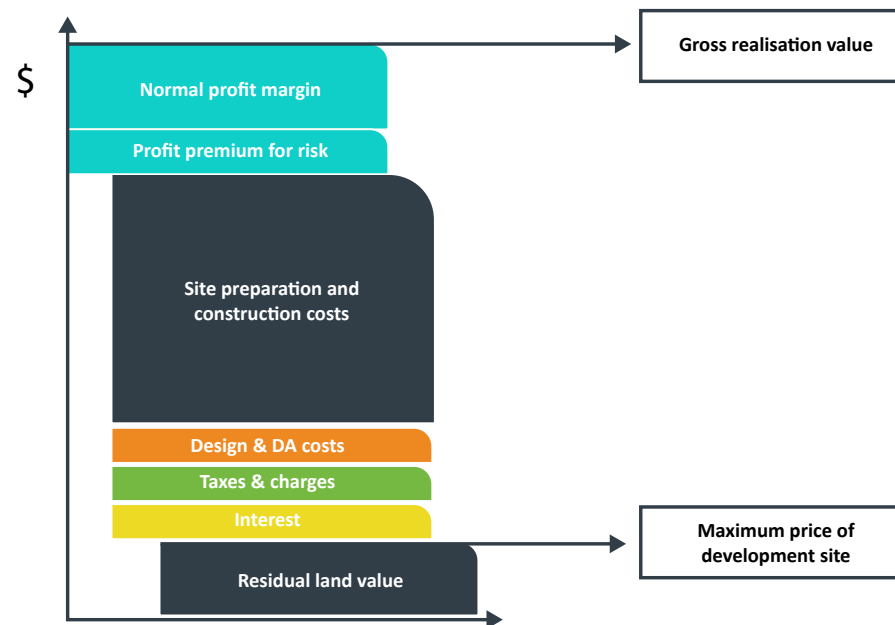 Gross realisation value
$
Normal profit margin
Profit premium for risk
Site preparation and
construction costs
Design & DA costs
Taxes & charges
Interest
Maximum price of
development site
Residual land value